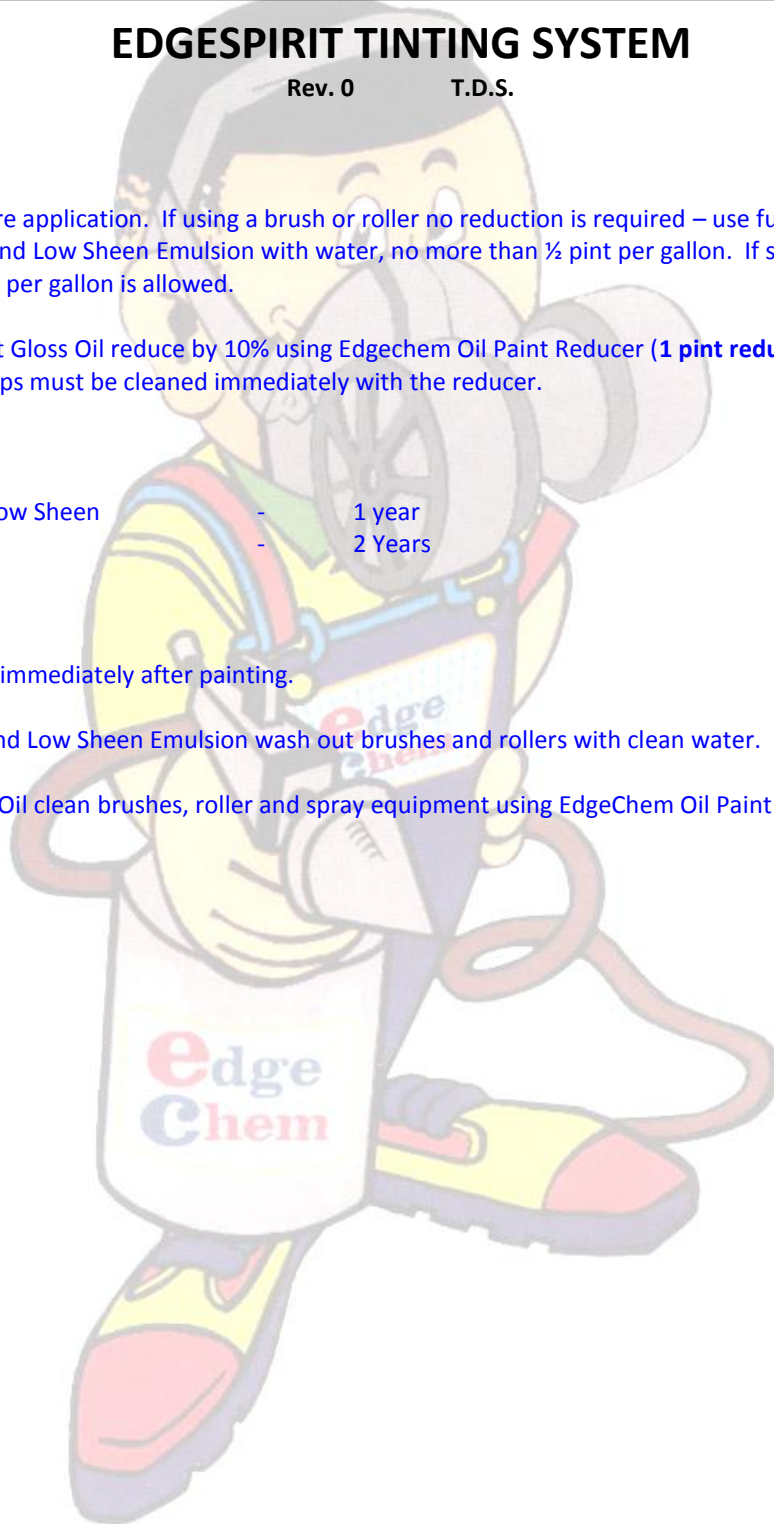 EDGESPIRIT TINTING SYSTEM
Rev. 0 T.D.S.
re application. If using a brush or roller no reduction is required – use fu
nd Low Sheen Emulsion with water, no more than ½ pint per gallon. If s
per gallon is allowed.
t Gloss Oil reduce by 10% using Edgechem Oil Paint Reducer (1 pint redu
ps must be cleaned immediately with the reducer.
ow Sheen - 1 year
- 2 Years
immediately after painting.
nd Low Sheen Emulsion wash out brushes and rollers with clean water.
Oil clean brushes, roller and spray equipment using EdgeChem Oil Paint
edge
chem
edge
Chem